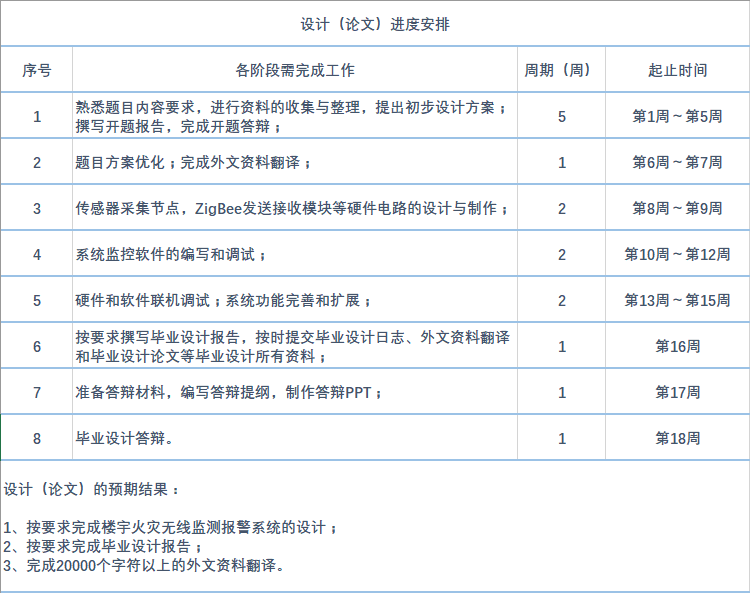 设计（论文）进度安排
序号 各阶段需完成工作 周期（周） 起止时间
1 熟悉题目内容要求，进行资料的收集与整理，提出初步设计方案； 5 第1周～第5周
撰写开题报告，完成开题答辩；
2 题目方案优化；完成外文资料翻译； 1 第6周～第7周
3 传感器采集节点，ZigBee发送接收模块等硬件电路的设计与制作； 2 第8周～第9周
4 系统监控软件的编写和调试； 2 第10周～第12周
5 硬件和软件联机调试；系统功能完善和扩展； 2 第13周～第15周
6 按要求撰写毕业设计报告，按时提交毕业设计日志、外文资料翻译 1 第16周
和毕业设计论文等毕业设计所有资料；
7 准备答辩材料，编写答辩提纲，制作答辩PPT； 1 第17周
8 毕业设计答辩。 1 第18周
设计（论文）的预期结果：
1、按要求完成楼宇火灾无线监测报警系统的设计；
2、按要求完成毕业设计报告；
3、完成20000个字符以上的外文资料翻译。